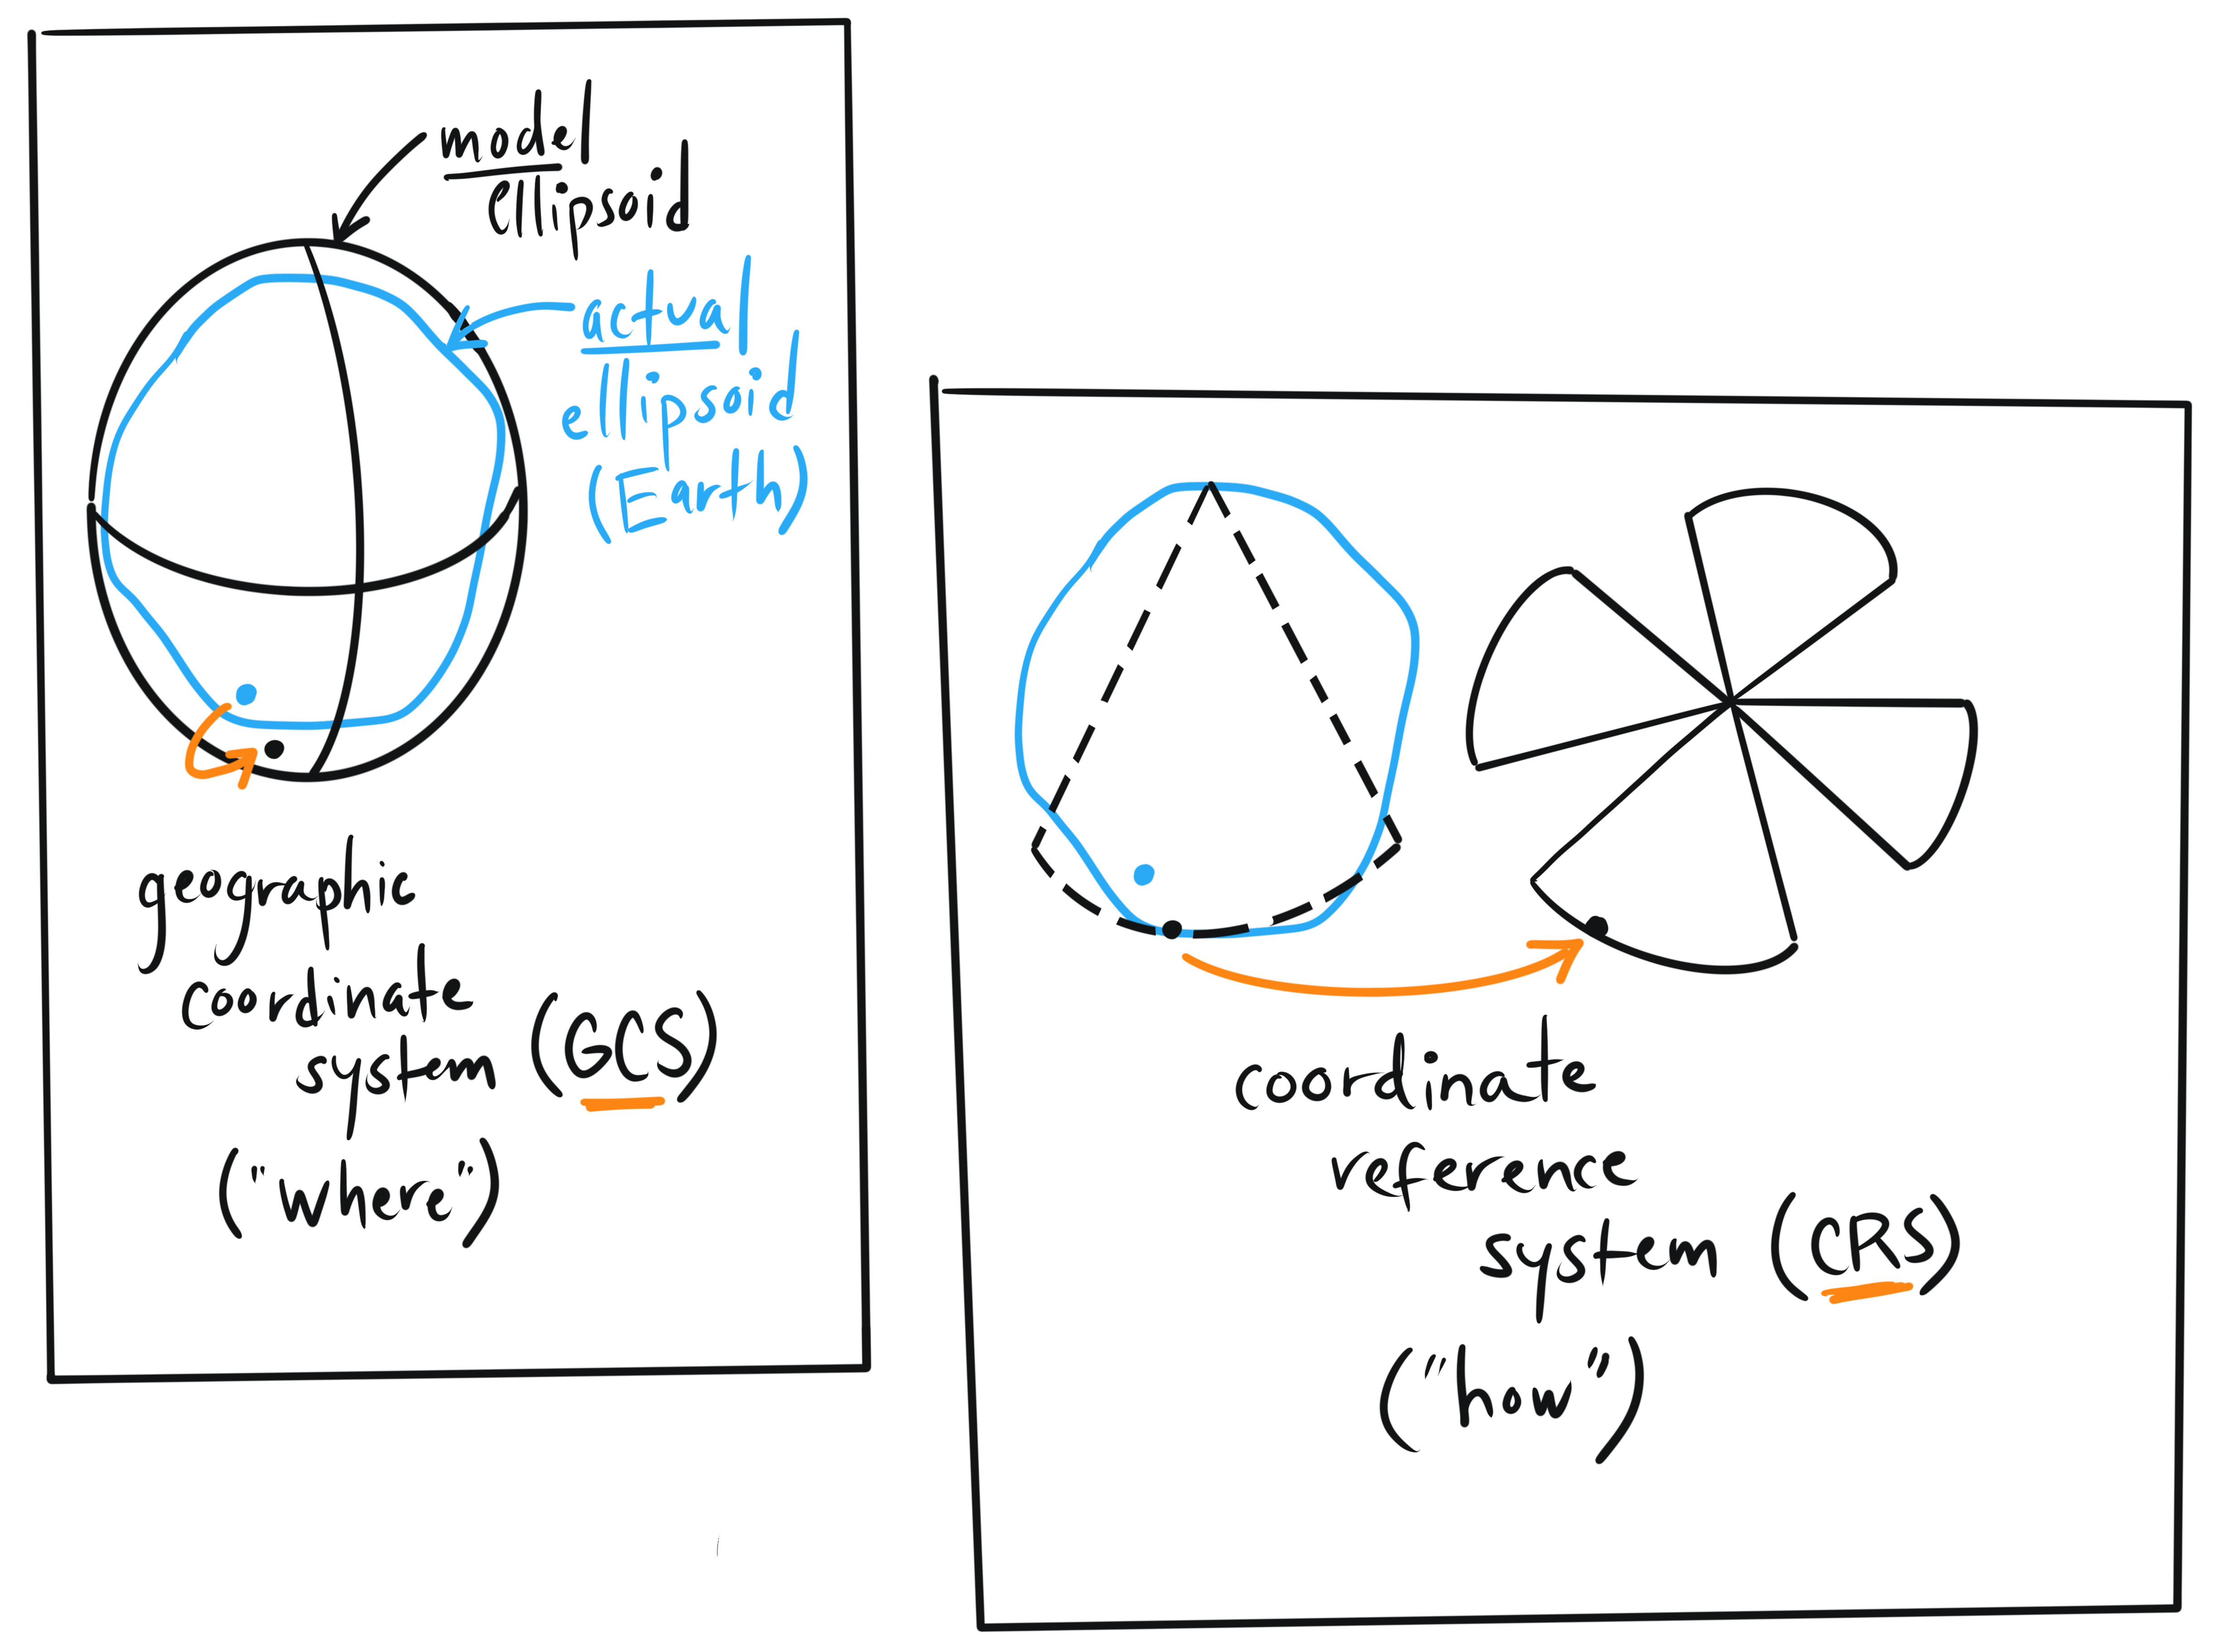 model
ellipsoid
actual
ellipsoid
(Earth)
geographic
coordinate
system (GCS)
("where")
coordinate
reference
system (CRS)
("how")